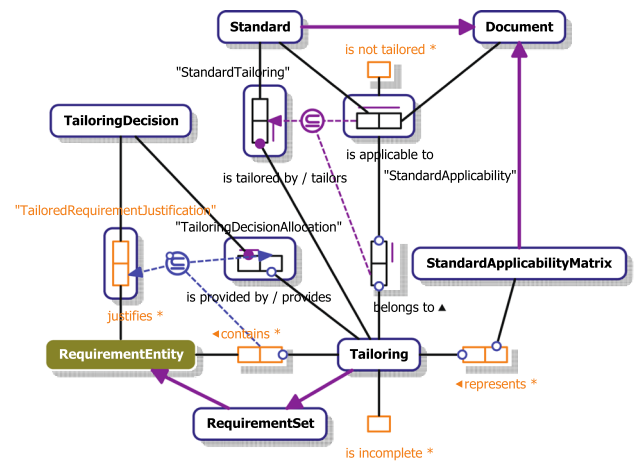 Standard
Document
is not tailored *
"StandardTailoring"
TailoringDecision
is applicable to
is tailored by / tailors
"StandardApplicability"
"TailoredRequirementJustification"
"TailoringDecisionAllocation"
StandardApplicabilityMatrix
is provided by / provides
justifies *
belongs to ▲
◄contains *
RequirementEntity
Tailoring
◄represents *
RequirementSet
is incomplete *